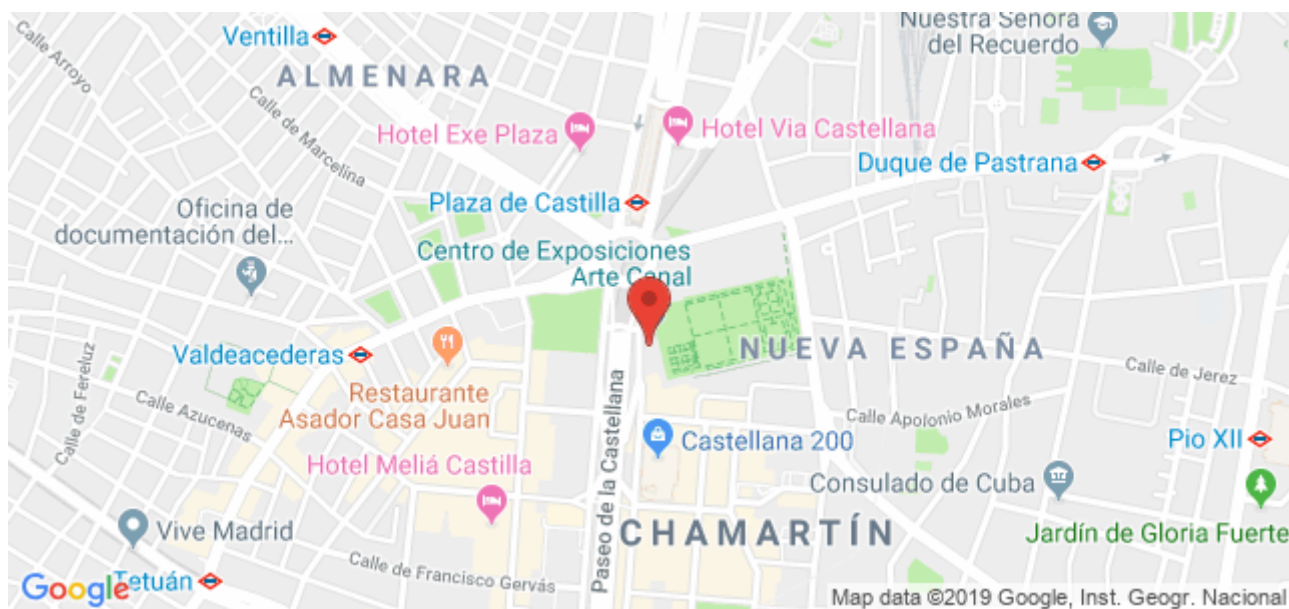 Nuestra Señora
del Recuerdo
Ventilla
ALMENARA
Calle Arroyo
Calle de Marcelina
Hotel Exe Plaza
Hotel Via Castellana
Duque de Pastrana
Plaza de Castilla
Oficina de
documentación del...
Centro de Exposiciones
Arte Canal
Valdeacederas
NUEVA ESPAÑA
Calle de Fereluz
Calle de Jerez
Restaurante
Asador Casa Juan
Calle Azucenas
Paseo de la Castellana
Calle Apolonio Morales
Castellana 200
Pio XII
Hotel Meliá Castilla
Consulado de Cuba
Vive Madrid
CHAMARTÍN
Jardín de Gloria Fuerte
Calle de Francisco Gervás
Tetuán
Google
Map data ©2019 Google, Inst. Geogr. Nacional